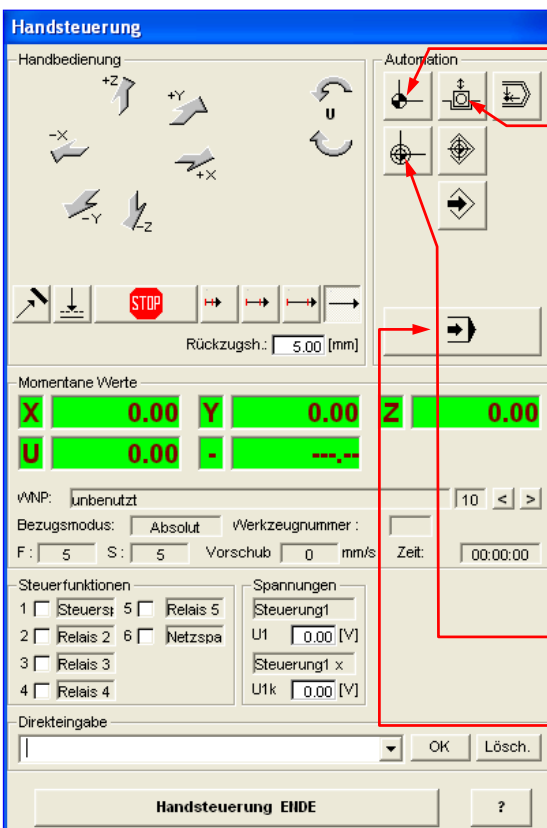 Handsteuerung
Handbedienung
Automation
+Z
+Y
U
-X
+X
-Y
-Z
STOP
Rückzugsh.: 5.00 [mm]
Momentane Werte
X 0.00 Y 0.00 Z 0.00
U 0.00 - ---.--
WNP: unbenutzt 10 < >
Bezugsmodus: Absolut Werkzeugnummer :
F : 5 S : 5 Vorschub 0 mm/s Zeit: 00:00:00
Steuerfunktionen
1 Steuersp 5 Relais 5
2 Relais 2 6 Netzspa
3 Relais 3
4 Relais 4
Spannungen
Steuerung1
U1 0.00 [V]
Steuerung1 x
U1k 0.00 [V]
Direkteingabe
OK Lösch.
Handsteuerung ENDE ?